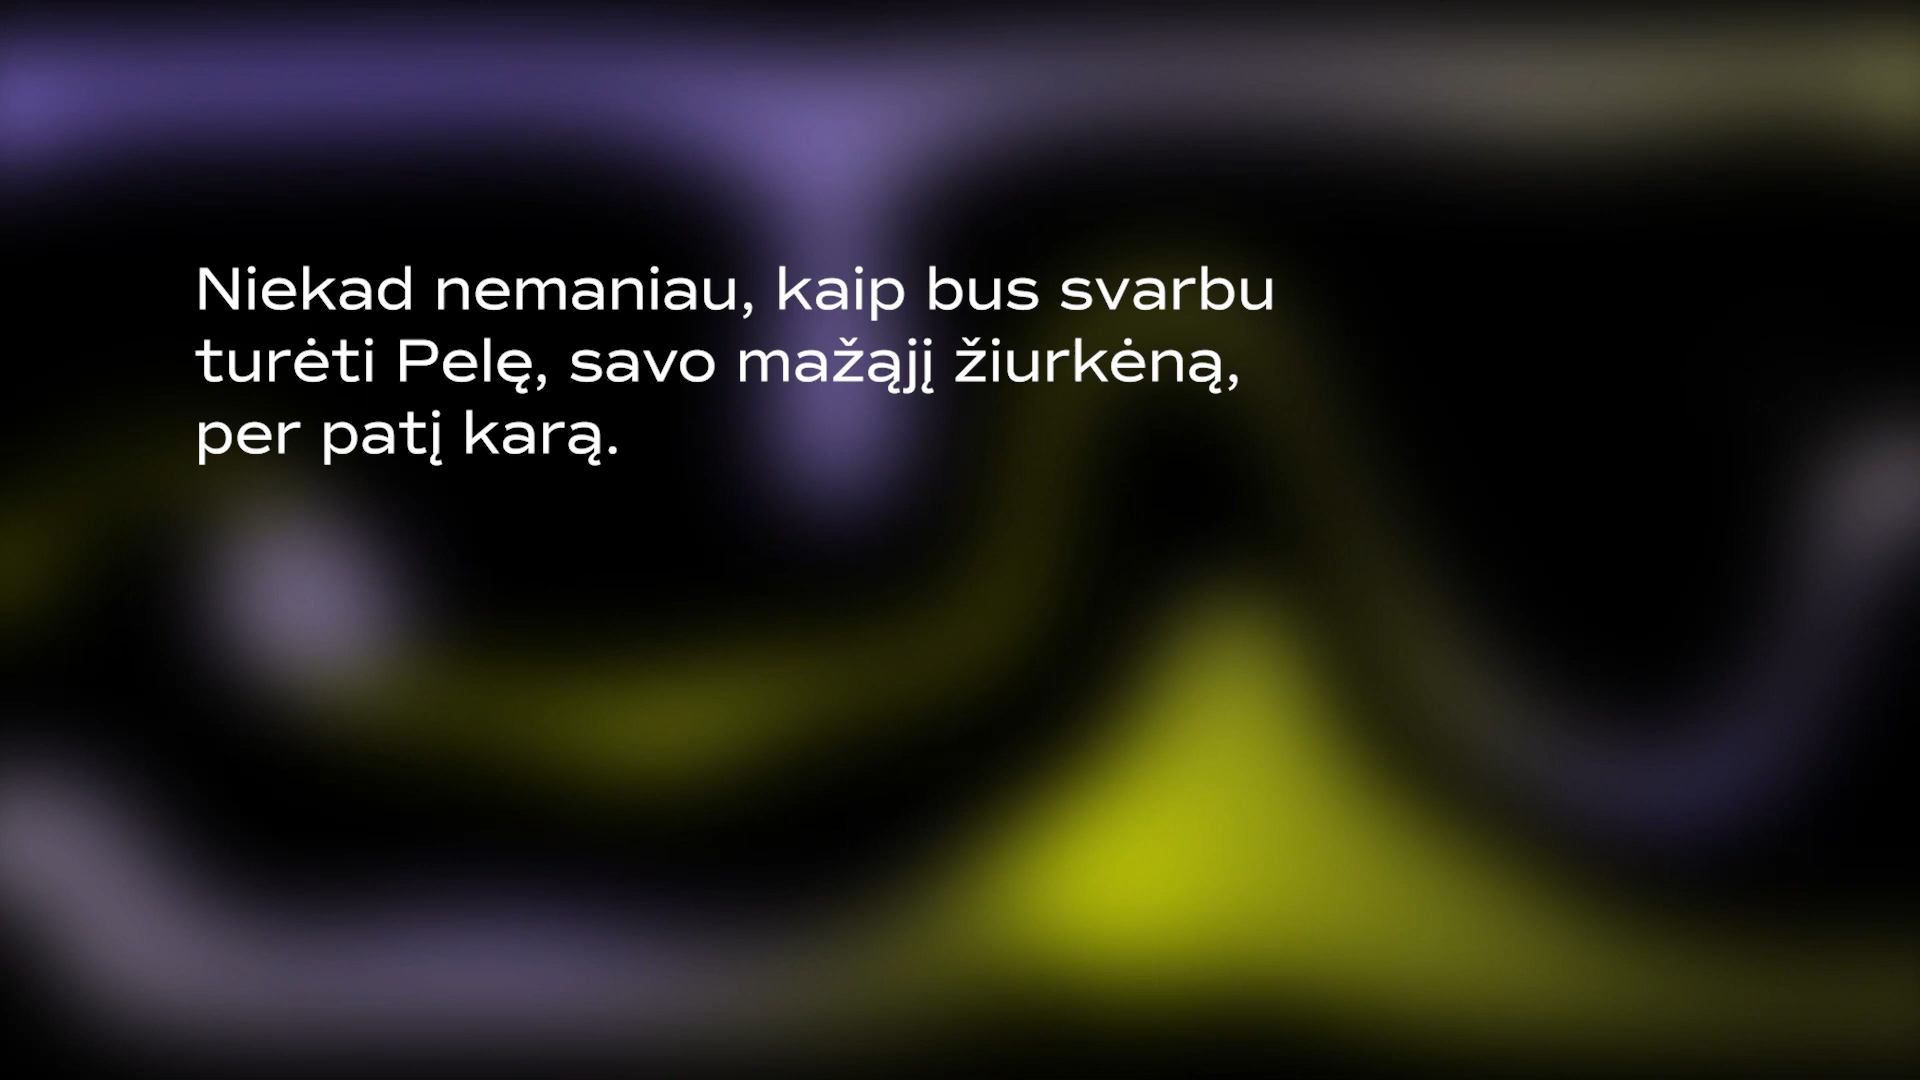 Niekad nemaniau, kaip bus svarbu
turėti Pelę, savo mažąjį žiurkėną,
per patį karą.